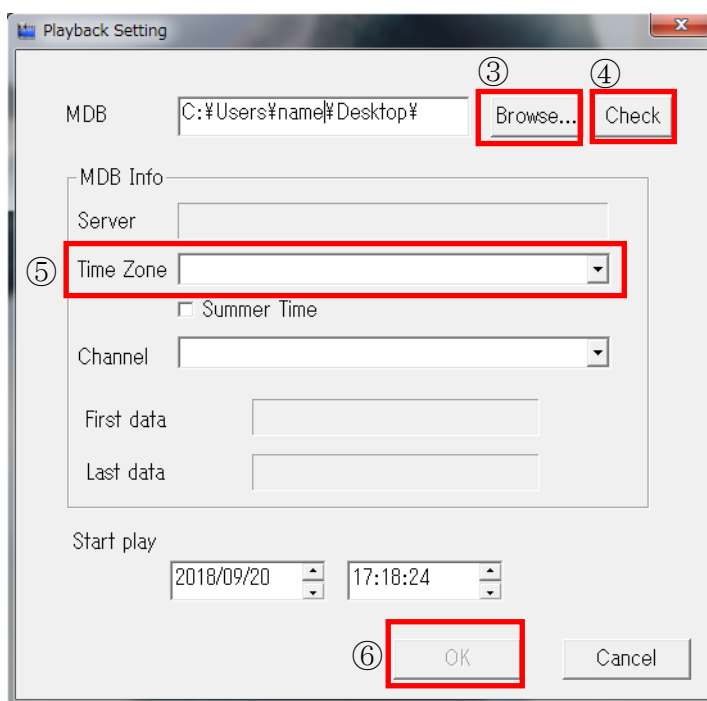 Playback Setting
③ ④
MDB C:¥Users¥name¥Desktop¥ Browse... Check
MDB Info
Server
⑤ Time Zone
Summer Time
Channel
First data
Last data
Start play
2018/09/20 17:18:24
⑥ OK Cancel